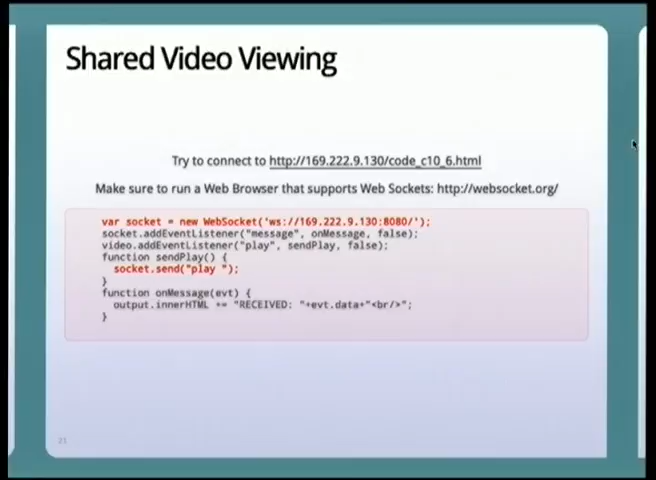 Shared Video Viewing
Try to connect to http://169.222.9.130/code_c10_6.html
Make sure to run a Web Browser that supports Web Sockets: http://websocket.org/
var socket = new WebSocket('ws://169.222.9.130:8080/');
socket.addEventListener("message", onMessage, false);
video.addEventListener("play", sendPlay, false);
function sendPlay() {
socket.send("play ");
}
function onMessage(evt) {
output.innerHTML += "RECEIVED: "+evt.data+"<br/>";
}
21